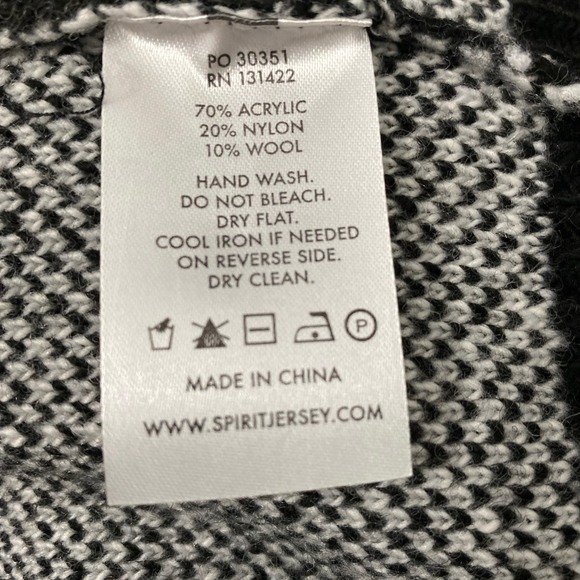 PO 30351
RN 131422
70% ACRYLIC
20% NYLON
10% WOOL
HAND WASH.
DO NOT BLEACH.
DRY FLAT.
COOL IRON IF NEEDED
ON REVERSE SIDE.
DRY CLEAN.
P
MADE IN CHINA
WWW.SPIRITJERSEY.COM